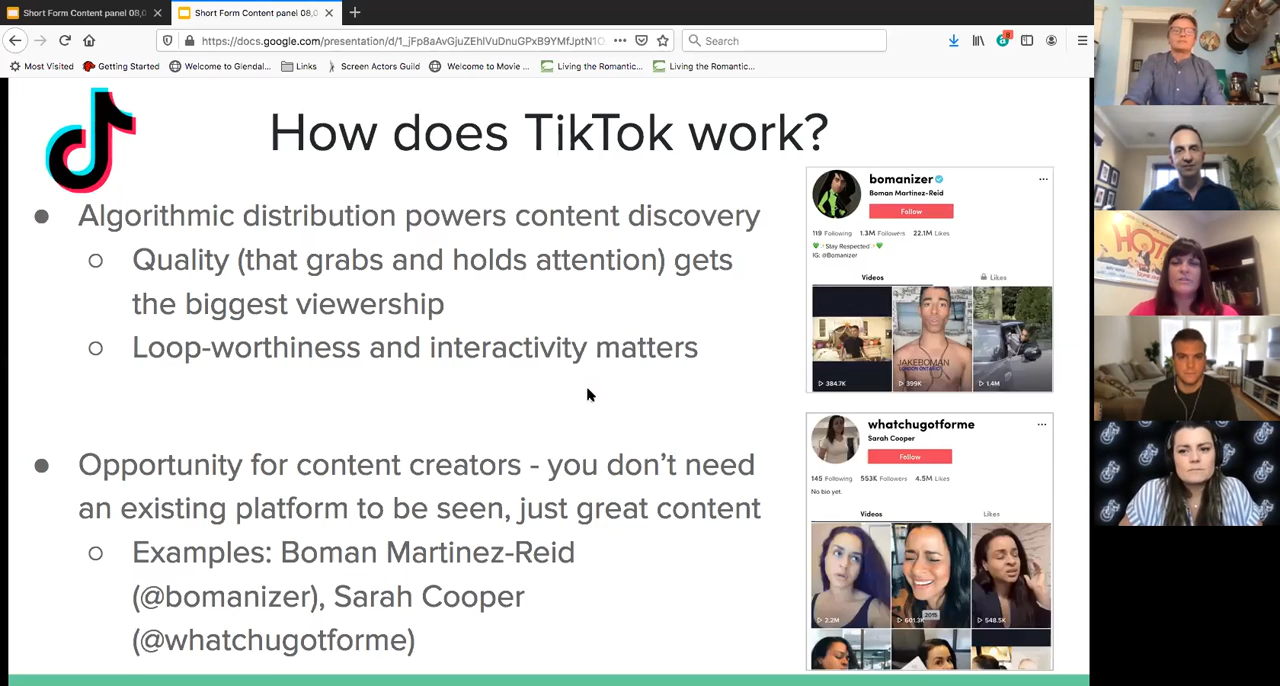 Short Form Content panel 08,0
Short Form Content panel 08,0
https://docs.google.com/presentation/d/1_jFp8aAvGjuZEIDi7uDnuGPxB9YMfJptN1O
Search
8
Most Visited
Getting Started
Welcome to Glendal...
Links
Screen Actors Guild
Welcome to Movie ...
Living the Romantic...
Living the Romantic...
How does TikTok work?
Algorithmic distribution powers content discovery
Quality (that grabs and holds attention) gets
the biggest viewership
Loop-worthiness and interactivity matters
Opportunity for content creators - you don't need
an existing platform to be seen, just great content
Examples: Boman Martinez-Reid
(@bomanizer), Sarah Cooper
(@whatchugotforme)
bomanizer
Boman Martinez-Reid
Follow
119 Following 1.3M Followers 22.1M Likes
Stay Respected
IG: @Bomanizer
Videos Likes
JAKEBOMAN
LONDON ONTARIO
384.7K 399K 1.4M
whatchugotforme
Sarah Cooper
Follow
145 Following 553K Followers 4.5M Likes
No bio yet.
Videos Likes
2015
2.2M 601.3K 548.5K
HOT